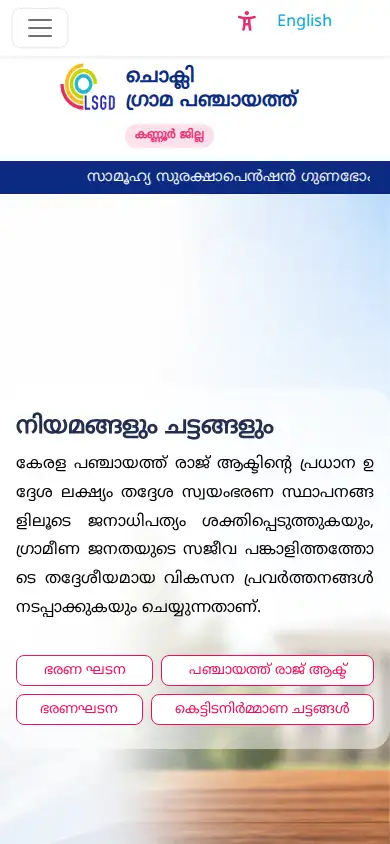 English
ചൊക്ലി
ഗ്രാമ പഞ്ചായത്ത്
LSGD
കണ്ണൂർ ജില്ല
സാമൂഹ്യ സുരക്ഷാപെൻഷൻ
നിയമങ്ങളും ചട്ടങ്ങളും
കേരള പഞ്ചായത്ത് രാജ് ആക്ടിന്റെ പ്രധാന ഉ
ദ്ദേശ ലക്ഷ്യം തദ്ദേശ സ്വയംഭരണ സ്ഥാപനങ്ങ
ളിലൂടെ ജനാധിപത്യം ശക്തിപ്പെടുത്തുകയും,
ഗ്രാമീണ ജനതയുടെ സജീവ പങ്കാളിത്തത്തോ
ടെ തദ്ദേശീയമായ വികസന പ്രവർത്തനങ്ങൾ
നടപ്പാക്കുകയും ചെയ്യുന്നതാണ്.
ഭരണ ഘടന
പഞ്ചായത്ത് രാജ് ആക്ട്
ഭരണഘടന
കെട്ടിടനിർമ്മാണ ചട്ടങ്ങൾ